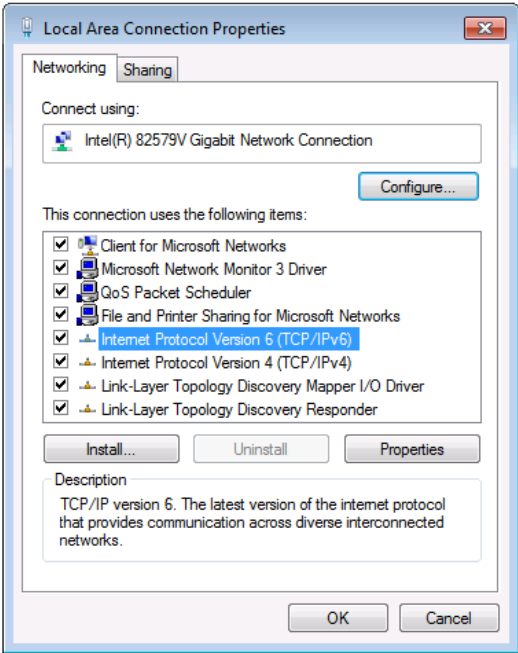 Local Area Connection Properties
Networking
Sharing
Connect using:
Intel(R) 82579V Gigabit Network Connection
Configure...
This connection uses the following items:
Client for Microsoft Networks
Microsoft Network Monitor 3 Driver
QoS Packet Scheduler
File and Printer Sharing for Microsoft Networks
Internet Protocol Version 6 (TCP/IPv6)
Internet Protocol Version 4 (TCP/IPv4)
Link-Layer Topology Discovery Mapper I/O Driver
Link-Layer Topology Discovery Responder
Install...
Uninstall
Properties
Description
TCP/IP version 6. The latest version of the internet protocol
that provides communication across diverse interconnected
networks.
OK
Cancel